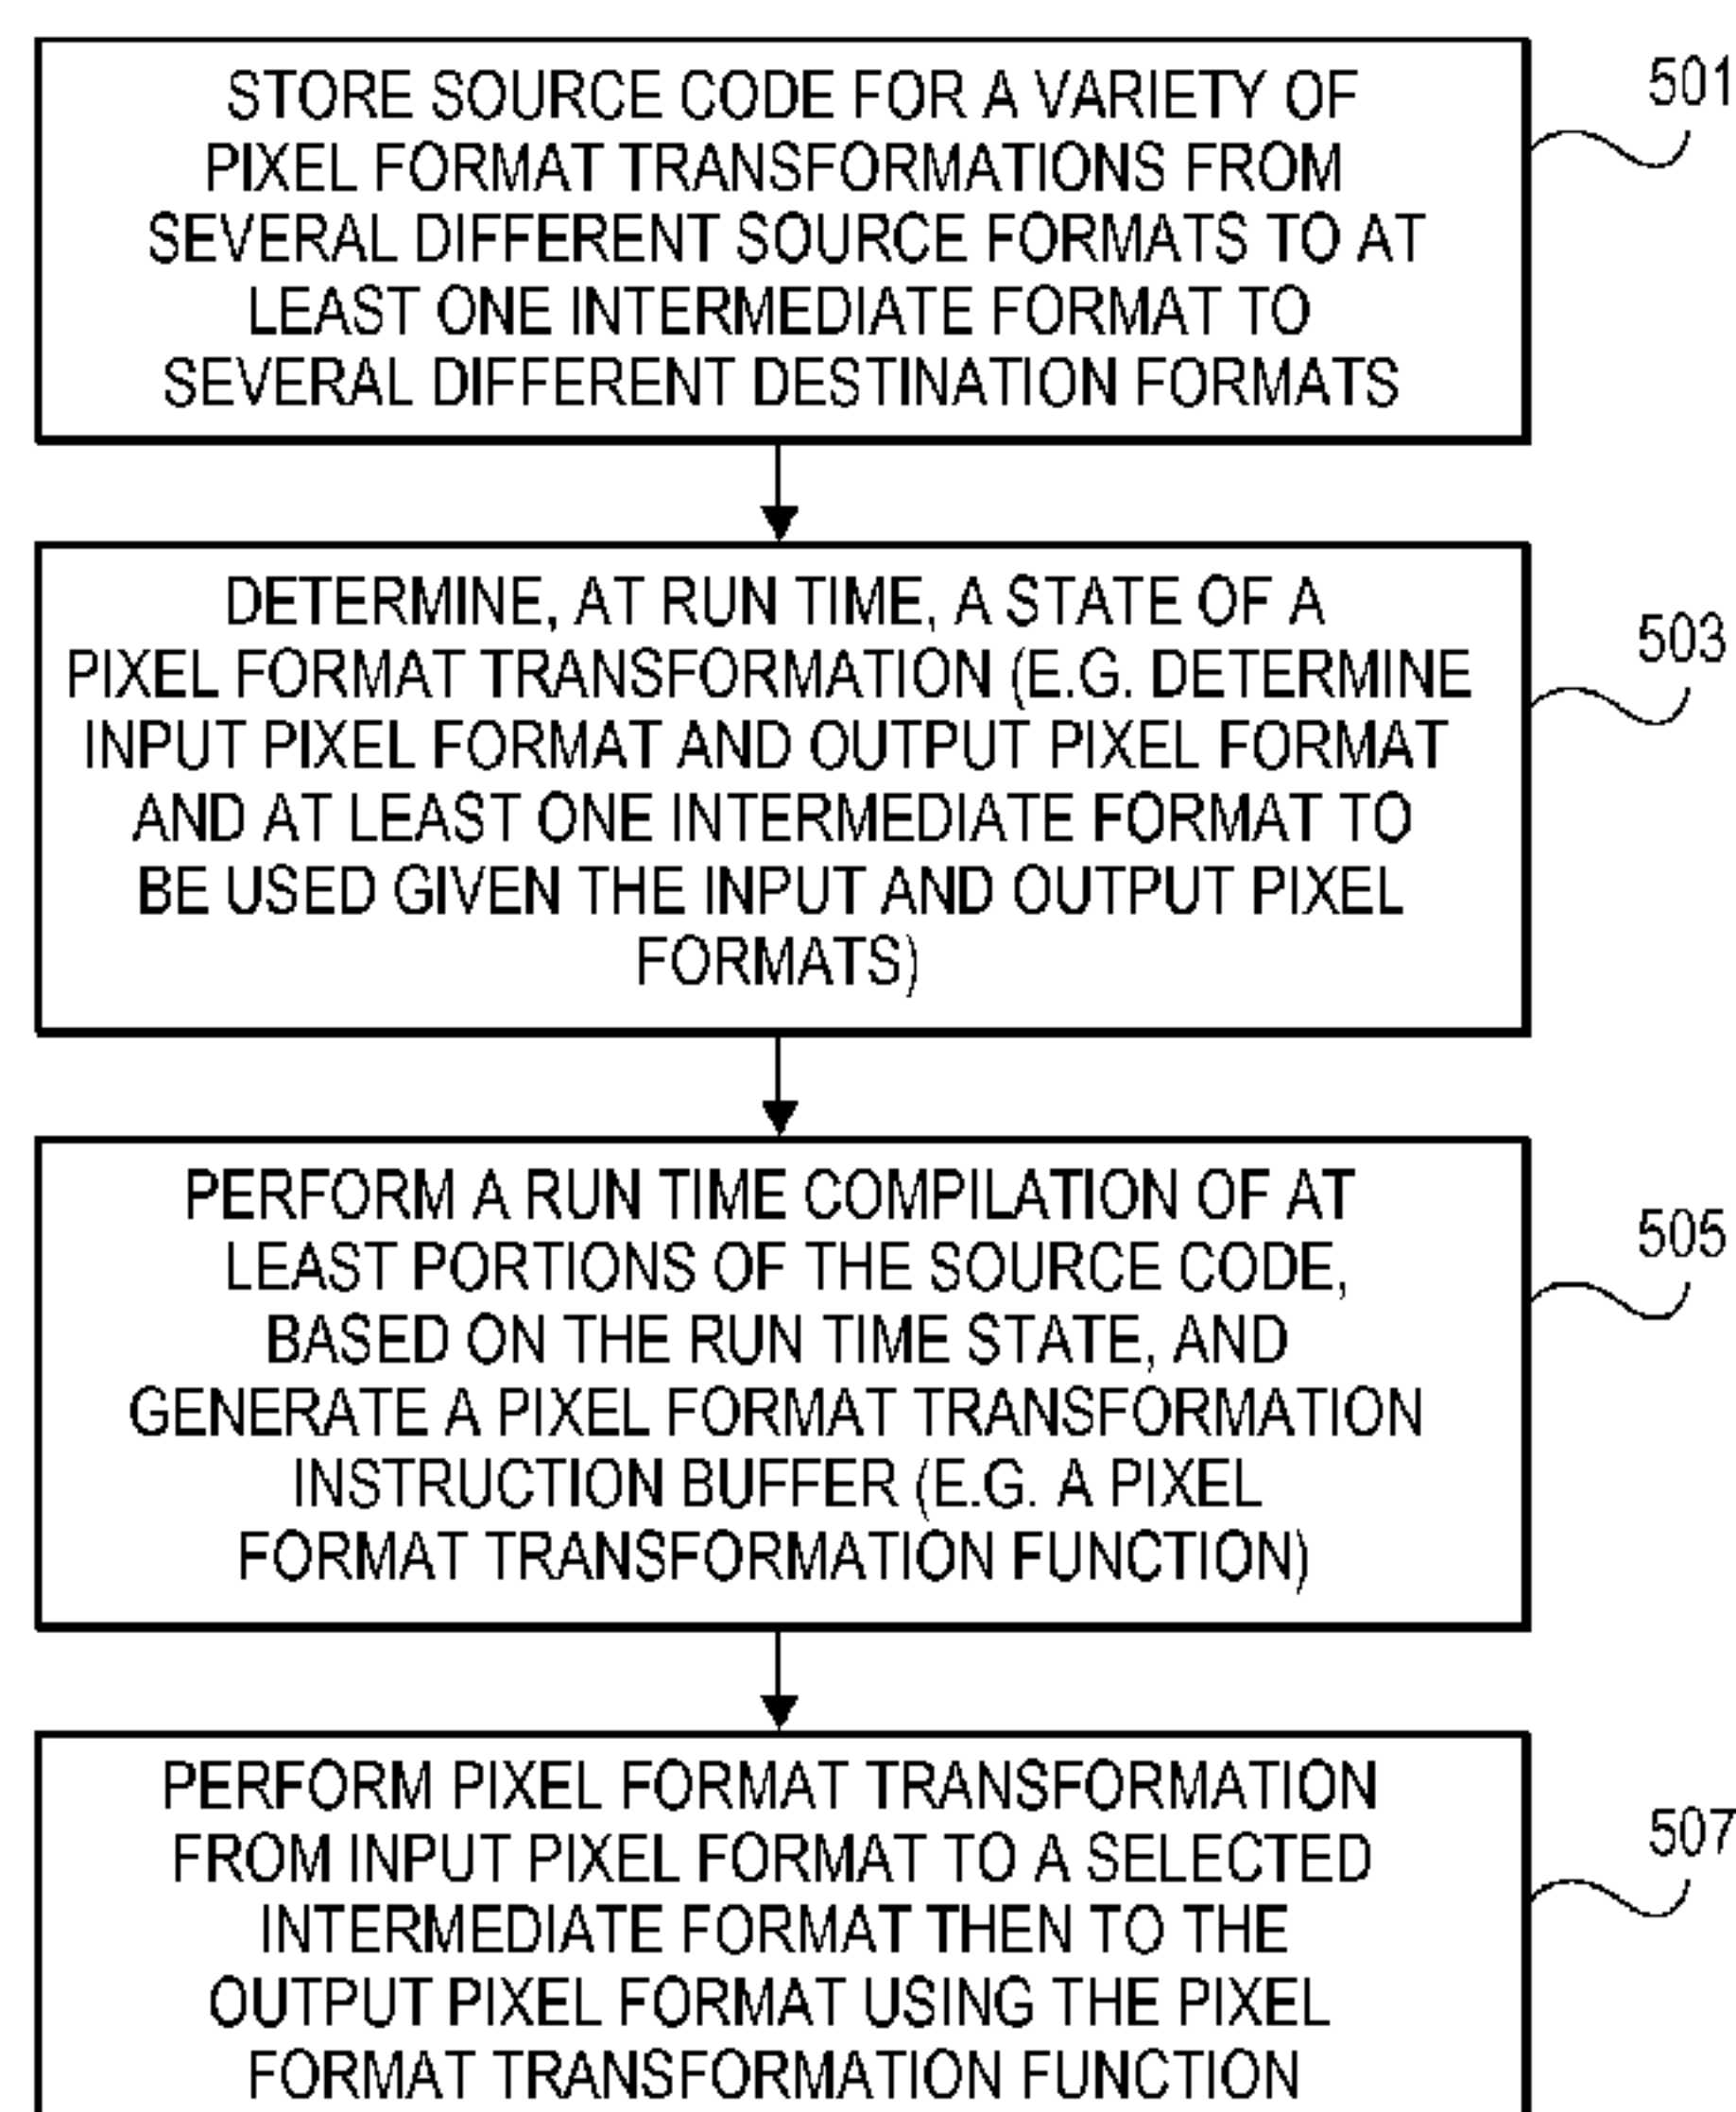 STORE SOURCE CODE FOR A VARIETY OF
PIXEL FORMAT TRANSFORMATIONS FROM
SEVERAL DIFFERENT SOURCE FORMATS TO AT
LEAST ONE INTERMEDIATE FORMAT TO
SEVERAL DIFFERENT DESTINATION FORMATS
501
DETERMINE, AT RUN TIME, A STATE OF A
PIXEL FORMAT TRANSFORMATION (E.G. DETERMINE
INPUT PIXEL FORMAT AND OUTPUT PIXEL FORMAT
AND AT LEAST ONE INTERMEDIATE FORMAT TO
BE USED GIVEN THE INPUT AND OUTPUT PIXEL
FORMATS)
503
PERFORM A RUN TIME COMPILATION OF AT
LEAST PORTIONS OF THE SOURCE CODE,
BASED ON THE RUN TIME STATE, AND
GENERATE A PIXEL FORMAT TRANSFORMATION
INSTRUCTION BUFFER (E.G. A PIXEL
FORMAT TRANSFORMATION FUNCTION)
505
PERFORM PIXEL FORMAT TRANSFORMATION
FROM INPUT PIXEL FORMAT TO A SELECTED
INTERMEDIATE FORMAT THEN TO THE
OUTPUT PIXEL FORMAT USING THE PIXEL
FORMAT TRANSFORMATION FUNCTION
507